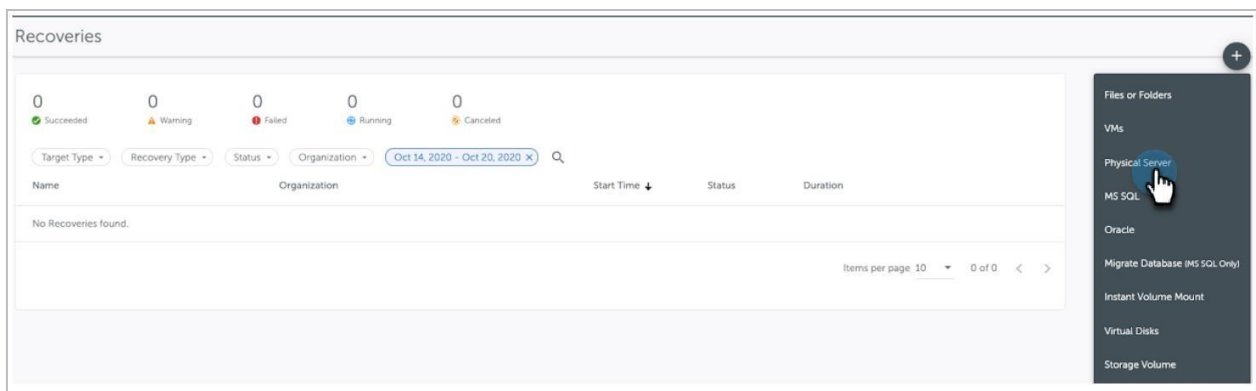 Recoveries
+
0 0 0 0 0
Succeeded Warning Failed Running Canceled
Target Type Recovery Type Status Organization Oct 14, 2020 - Oct 20, 2020 ×
Name Organization Start Time ↓ Status Duration
No Recoveries found.
Items per page 10 0 of 0 < >
Files or Folders
VMs
Physical Server
MS SQL
Oracle
Migrate Database (MS SQL Only)
Instant Volume Mount
Virtual Disks
Storage Volume